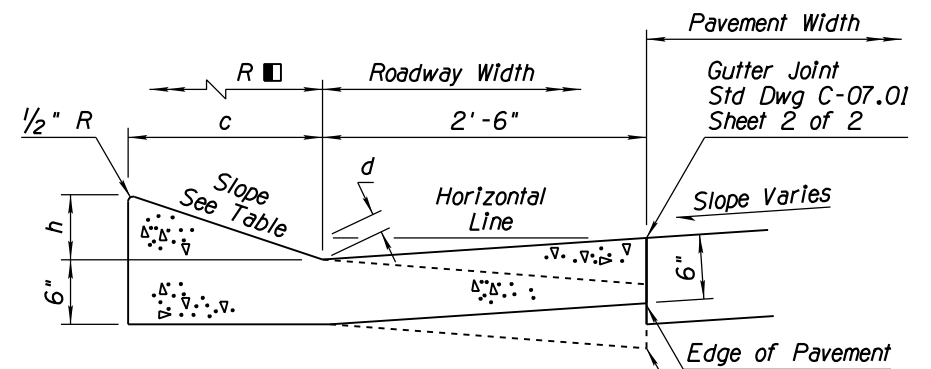 Pavement Width
R
Roadway Width
Gutter Joint
Std Dwg C-07.01
Sheet 2 of 2
1/2" R
c
2'-6"
d
Slope
See Table
Horizontal
Line
Slope Varies
h
6"
6"
Edge of Pavement